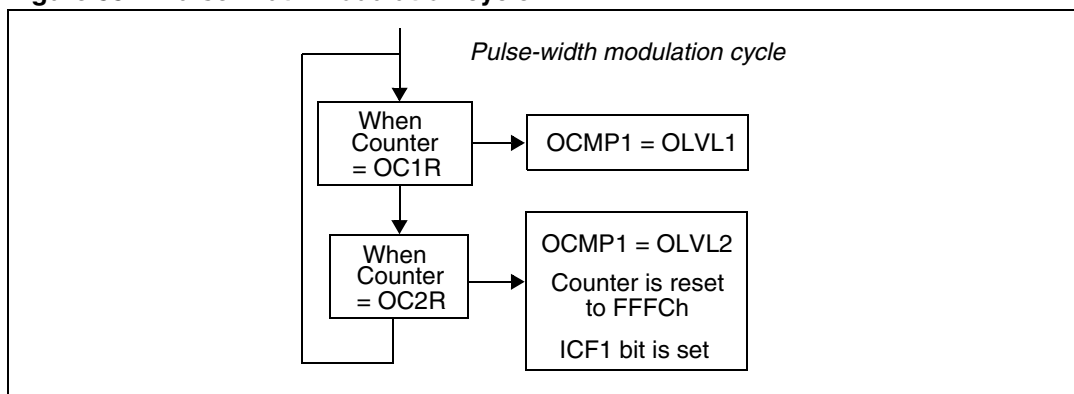 Pulse-width modulation cycle
When
Counter
= OC1R
OCMP1 = OLVL1
When
Counter
= OC2R
OCMP1 = OLVL2
Counter is reset
to FFFCh
ICF1 bit is set